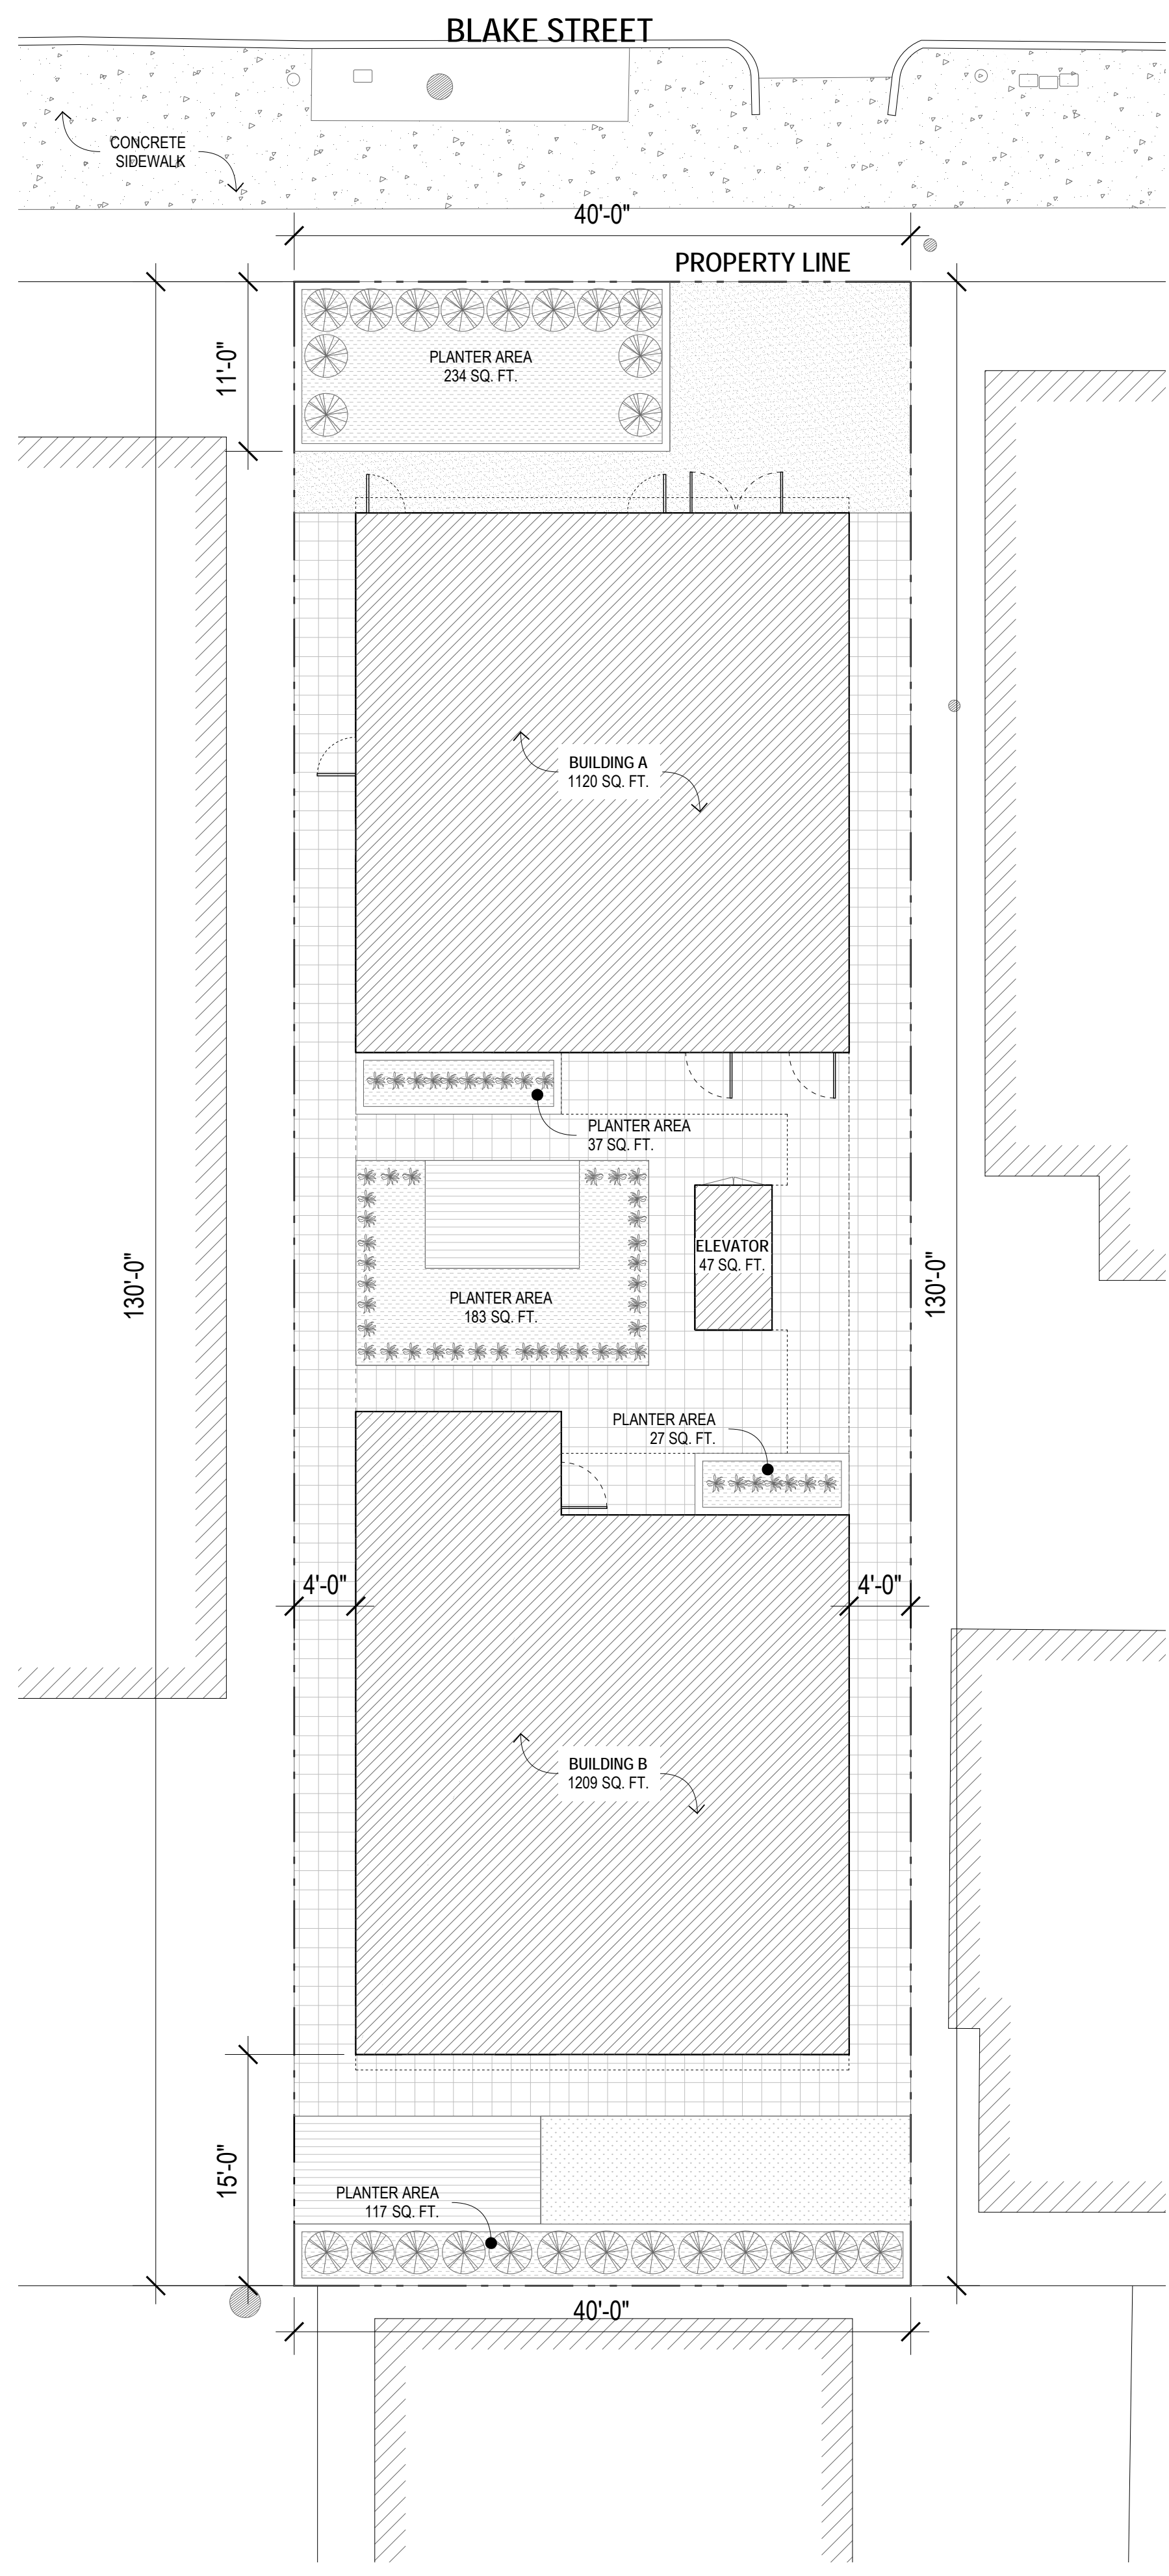 BLAKE STREET
CONCRETE
SIDEWALK
40'-0"
PROPERTY LINE
11'-0"
PLANTER AREA
234 SQ. FT.
BUILDING A
1120 SQ. FT.
PLANTER AREA
37 SQ. FT.
130'-0"
ELEVATOR
47 SQ. FT.
130'-0"
PLANTER AREA
183 SQ. FT.
PLANTER AREA
27 SQ. FT.
4'-0"
4'-0"
BUILDING B
1209 SQ. FT.
15'-0"
PLANTER AREA
117 SQ. FT.
40'-0"